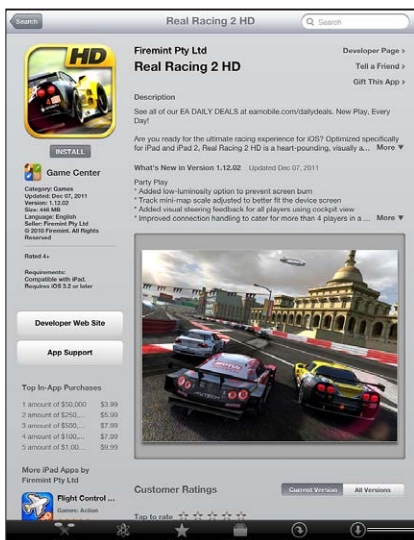 Search
Real Racing 2 HD
Search
HD
INSTALL
Game Center
Category: Games
Updated: Dec 07, 2011
Version: 1.12.02
Size: 446 MB
Language: English
Seller: Firemint Pty Ltd
© 2010 Firemint. All Rights
Reserved
Rated 4+
Requirements:
Compatible with iPad.
Requires iOS 3.2 or later
Developer Web Site
App Support
Top In-App Purchases
1 amount of $50,000 $3.99
2 amount of $250,... $5.99
3 amount of $500,... $7.99
4 amount of $100,... $7.99
5 amount of $1,00... $9.99
More iPad Apps by
Firemint Pty Ltd
Flight Control ...
Games: Action
Firemint Pty Ltd
Real Racing 2 HD
Developer Page ›
Tell a Friend ›
Gift This App ›
Description
See all of our EA DAILY DEALS at eamobile.com/dailydeals. New Play, Every
Day!
Are you ready for the ultimate racing experience for iOS? Optimized specifically
for iPad and iPad 2, Real Racing 2 HD is a heart-pounding, visually a... More ▼
What's New in Version 1.12.02 Updated Dec 07, 2011
Party Play
* Added low-luminosity option to prevent screen burn
* Track mini-map scale adjusted to better fit the device screen
* Added visual steering feedback for all players using cockpit view
* Improved connection handling to cater for more than 4 players in a ... More ▼
Customer Ratings
Current Version
All Versions
Tap to rate